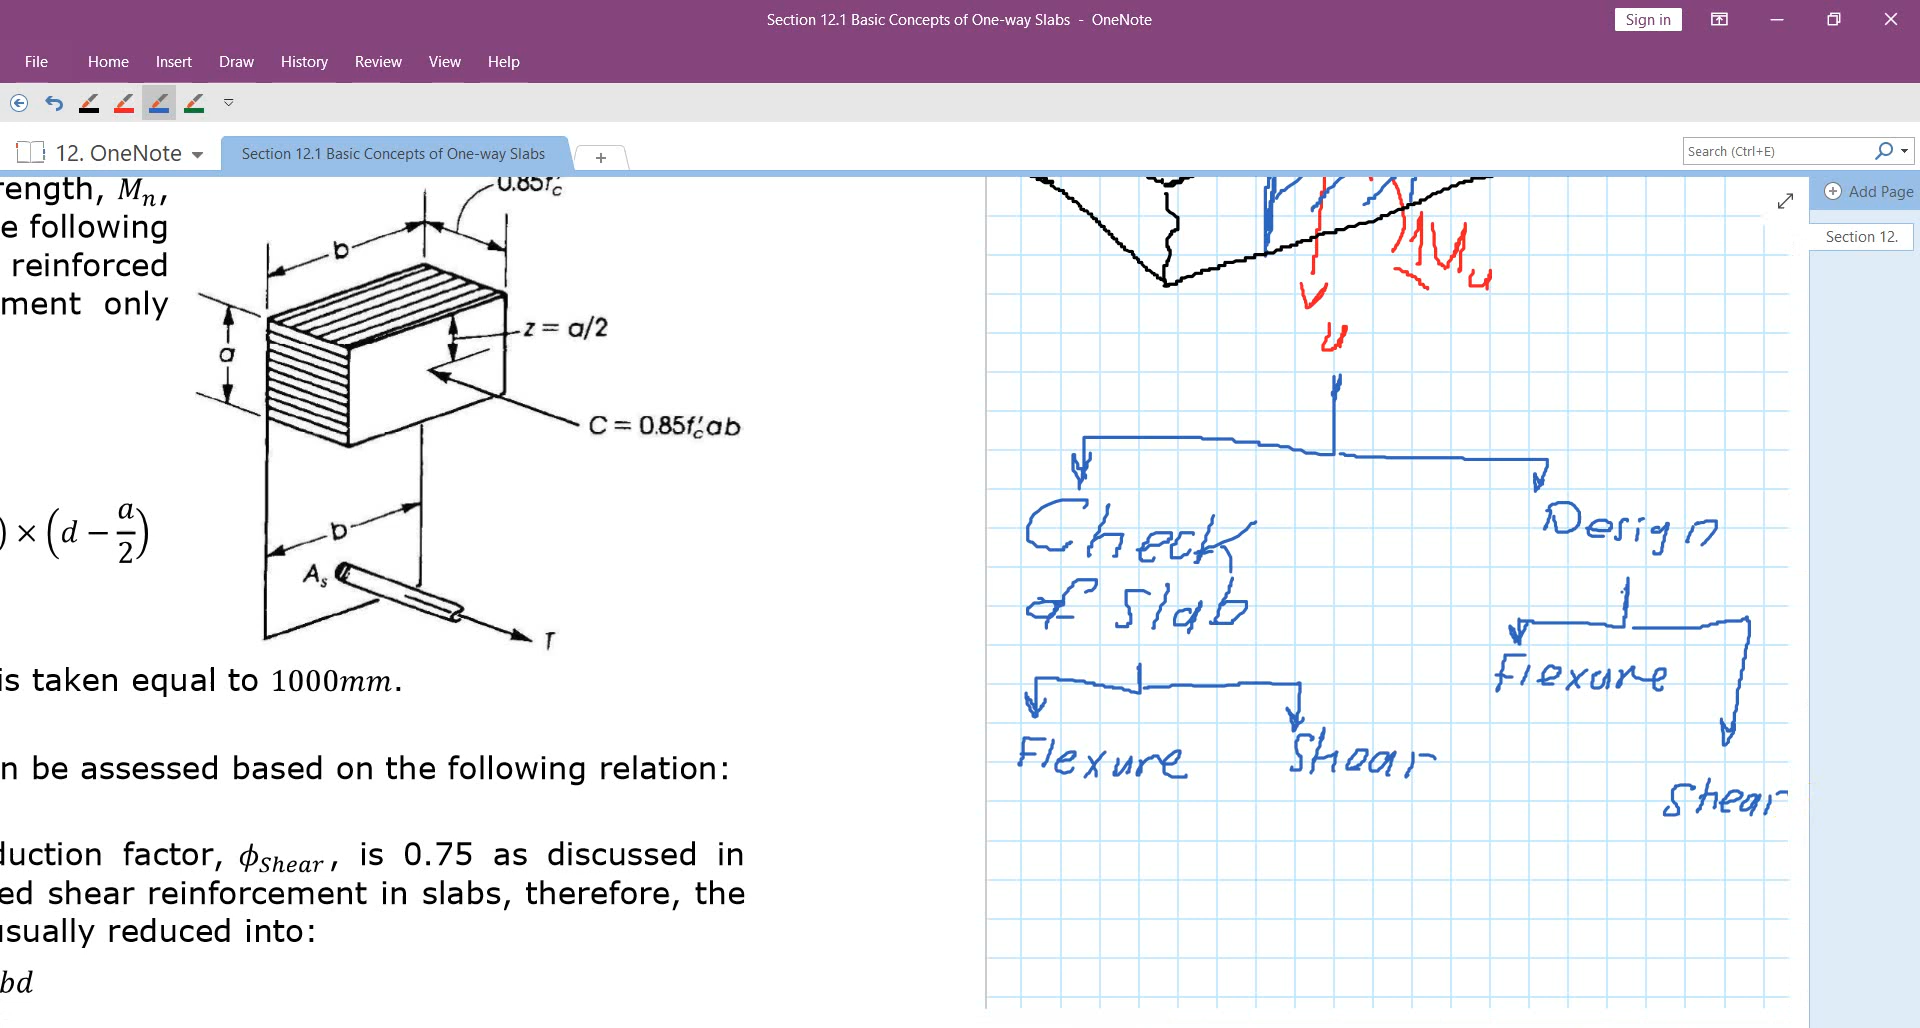 Section 12.1 Basic Concepts of One-way Slabs - OneNote
Sign in
File Home Insert Draw History Review View Help
12. OneNote
Section 12.1 Basic Concepts of One-way Slabs
Search (Ctrl+E)
Add Page
Section 12.
rength, Mn,
e following
reinforced
ment only
0.85f'c
b
a
z = a/2
C = 0.85f'c ab
b
As
T
) × (d − a/2)
is taken equal to 1000mm.
n be assessed based on the following relation:
duction factor, ϕShear, is 0.75 as discussed in
ed shear reinforcement in slabs, therefore, the
usually reduced into:
bd
Mu
Vu
Check
of Slab
Flexure
Shear
Design
Flexure
Shear